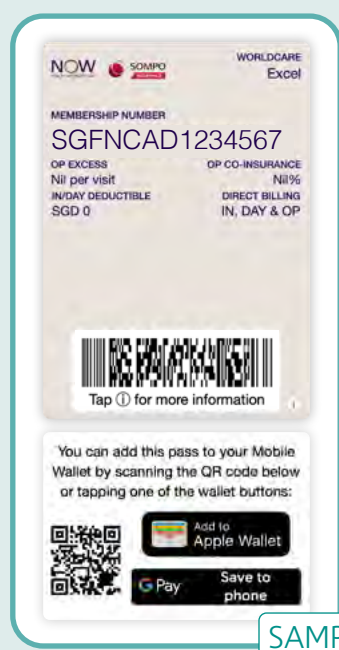 NOW SOMPO
WORLDCARE
Excel
MEMBERSHIP NUMBER
SGFNCAD1234567
OP EXCESS OP CO-INSURANCE
Nil per visit Nil%
IN/DAY DEDUCTIBLE DIRECT BILLING
SGD 0 IN, DAY & OP
Tap ⓘ for more information
You can add this pass to your Mobile
Wallet by scanning the QR code below
or tapping one of the wallet buttons:
Add to
Apple Wallet
G Pay Save to
phone
SAMP